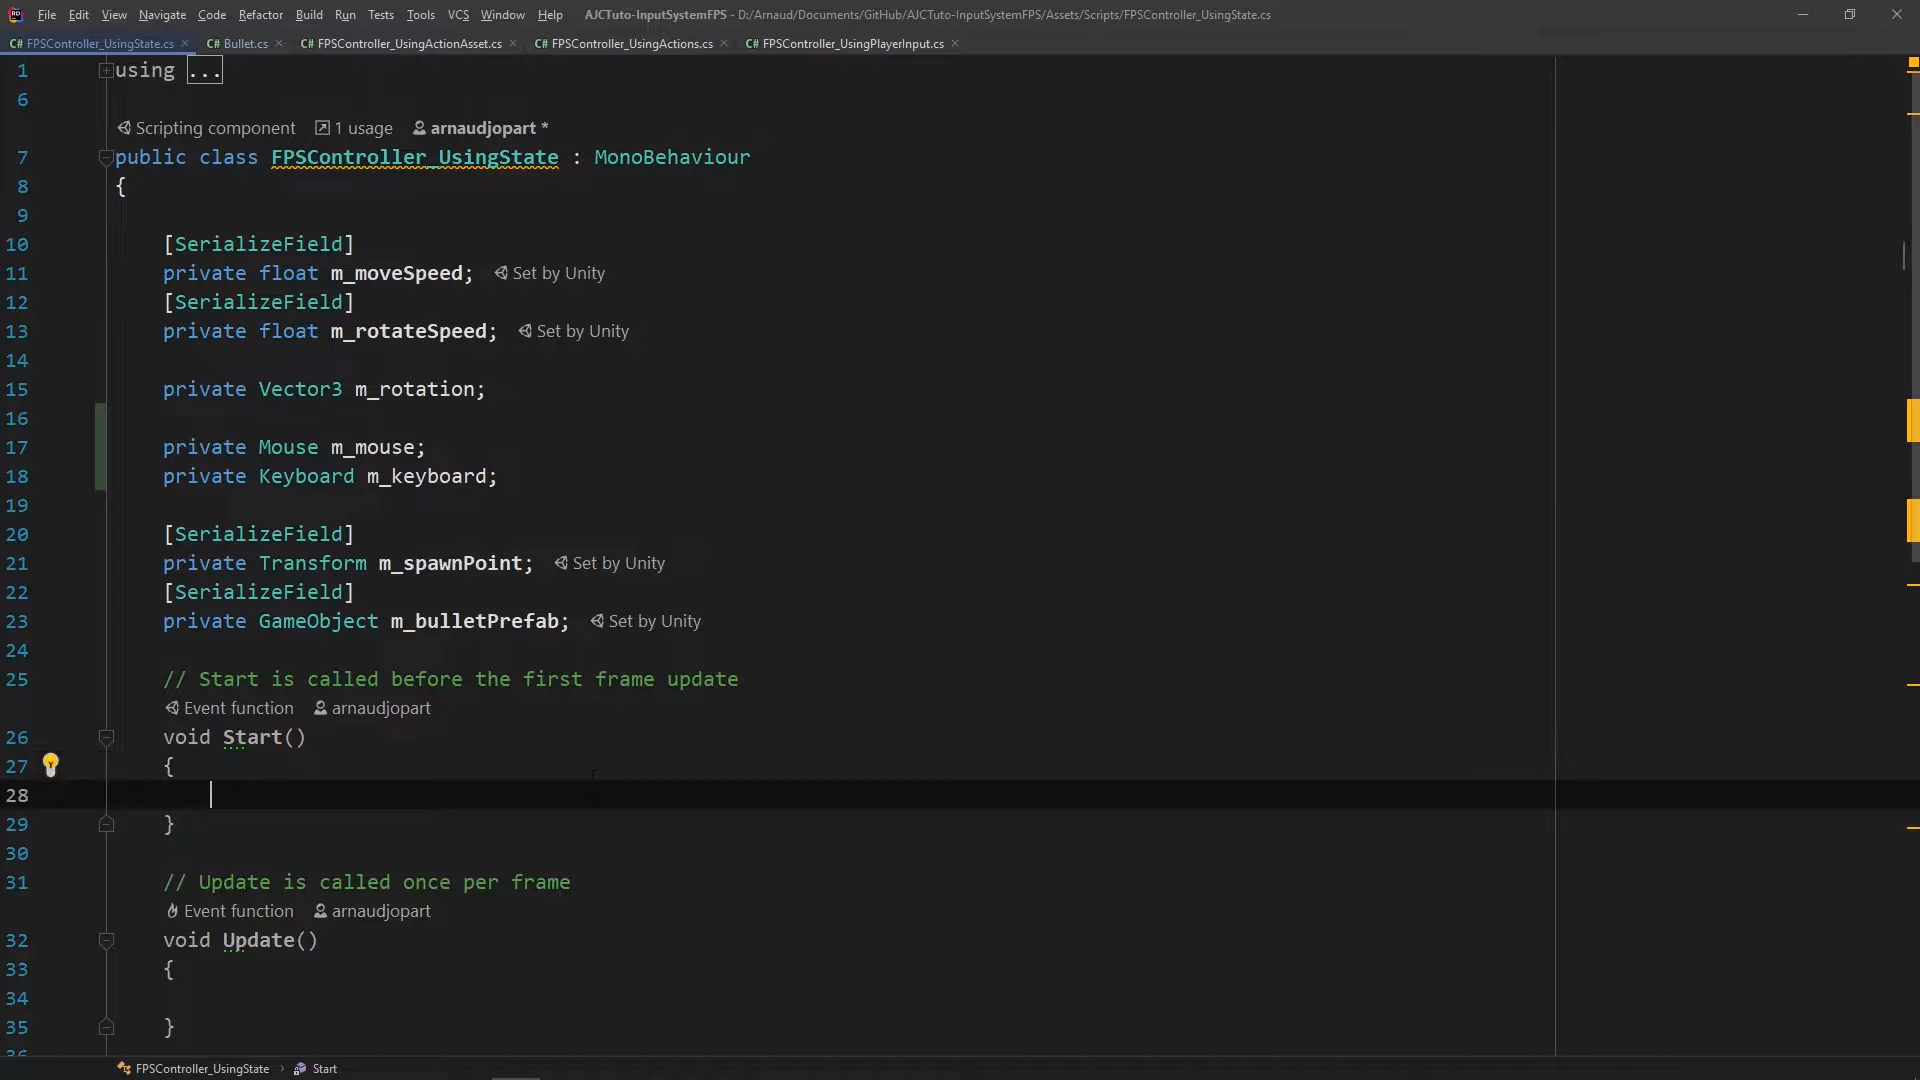 File Edit View Navigate Code Refactor Build Run Tests Tools VCS Window Help AJCTuto-InputSystemFPS - D:/Arnaud/Documents/GitHub/AJCTuto-InputSystemFPS/Assets/Scripts/FPSController_UsingState.cs
C# FPSController_UsingState.cs C# Bullet.cs C# FPSController_UsingActionAsset.cs C# FPSController_UsingActions.cs C# FPSController_UsingPlayerInput.cs
1 using ...
6
Scripting component 1 usage arnaudjopart *
7 public class FPSController_UsingState : MonoBehaviour
8 {
9
10 [SerializeField]
11 private float m_moveSpeed; Set by Unity
12 [SerializeField]
13 private float m_rotateSpeed; Set by Unity
14
15 private Vector3 m_rotation;
16
17 private Mouse m_mouse;
18 private Keyboard m_keyboard;
19
20 [SerializeField]
21 private Transform m_spawnPoint; Set by Unity
22 [SerializeField]
23 private GameObject m_bulletPrefab; Set by Unity
24
25 // Start is called before the first frame update
Event function arnaudjopart
26 void Start()
27 {
28
29 }
30
31 // Update is called once per frame
Event function arnaudjopart
32 void Update()
33 {
34
35 }
36
FPSController_UsingState › Start